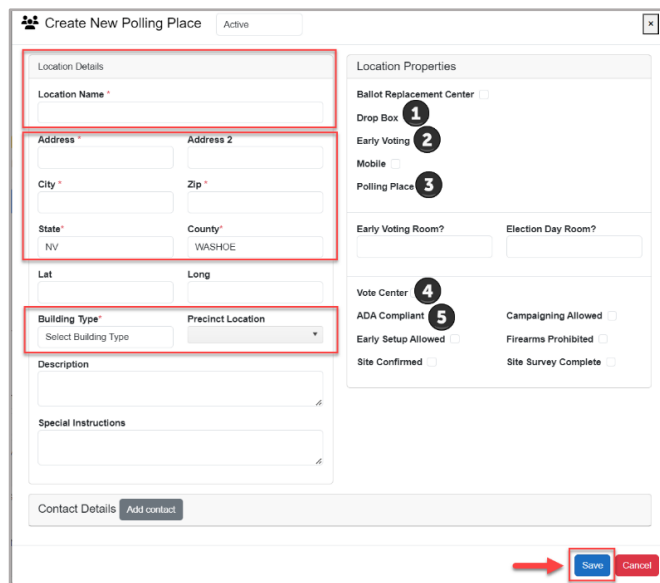 Create New Polling Place Active x
Location Details
Location Name *
Address * Address 2
City * Zip *
State* County*
NV WASHOE
Lat Long
Building Type* Precinct Location
Select Building Type
Description
Special Instructions
Location Properties
Ballot Replacement Center
Drop Box 1
Early Voting 2
Mobile
Polling Place 3
Early Voting Room? Election Day Room?
Vote Center 4
ADA Compliant 5 Campaigning Allowed
Early Setup Allowed Firearms Prohibited
Site Confirmed Site Survey Complete
Contact Details Add contact
Save Cancel